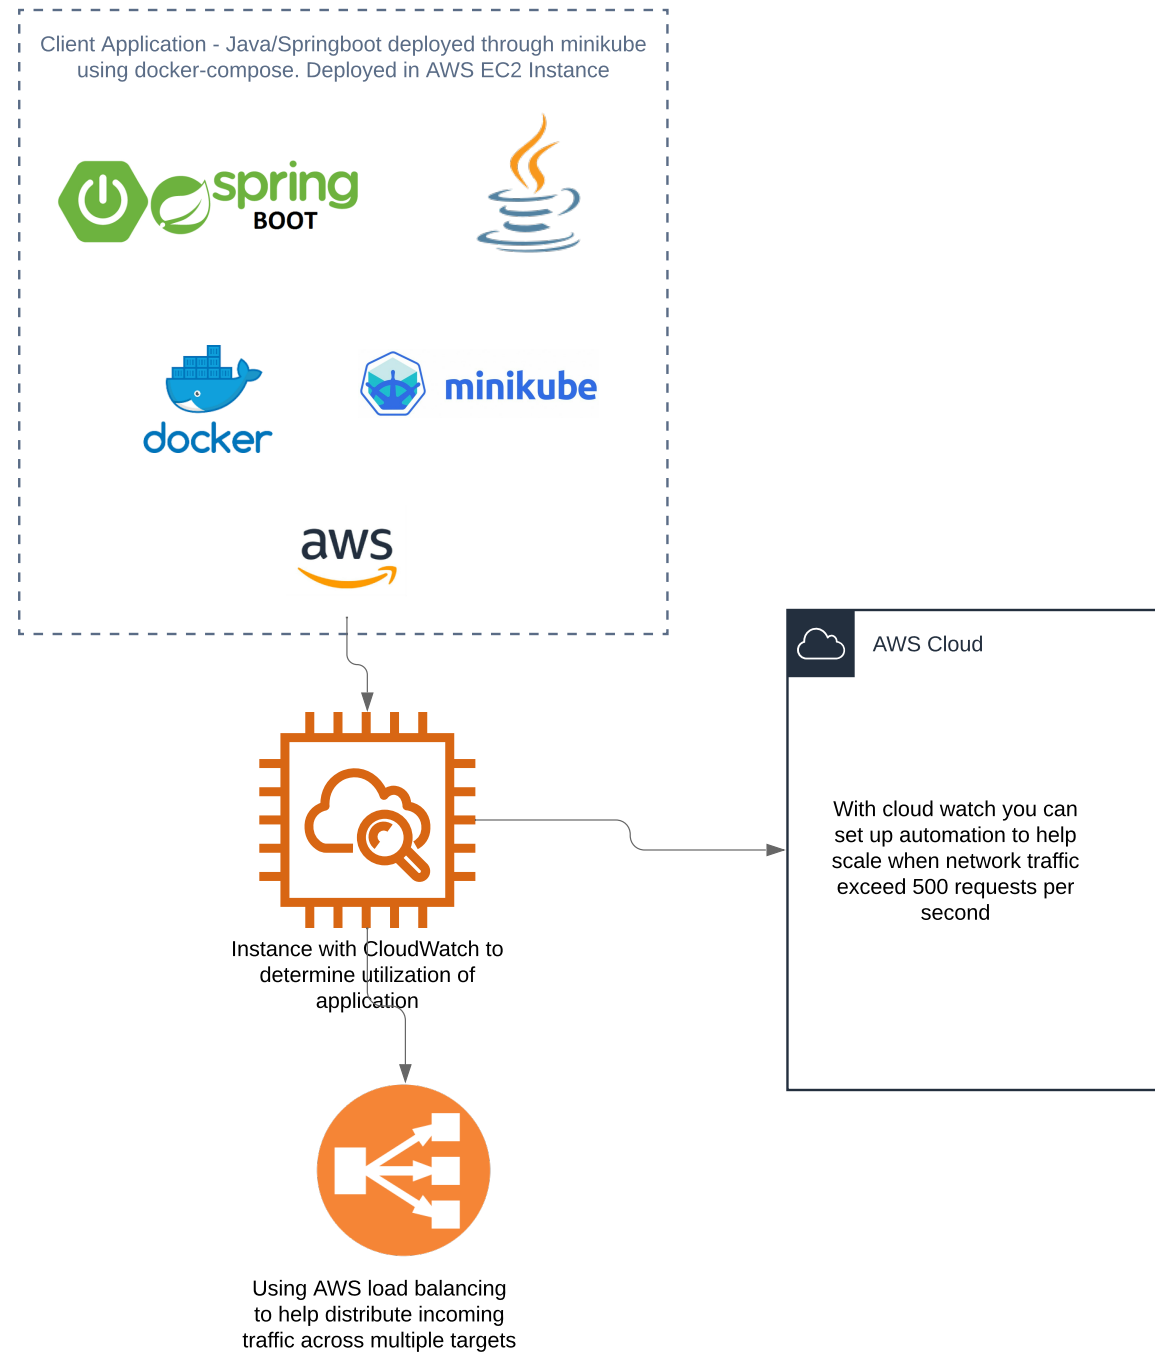 Client Application - Java/Springboot deployed through minikube
using docker-compose. Deployed in AWS EC2 Instance
spring
BOOT
docker
minikube
aws
AWS Cloud
With cloud watch you can
set up automation to help
scale when network traffic
exceed 500 requests per
second
Instance with CloudWatch to
determine utilization of
application
Using AWS load balancing
to help distribute incoming
traffic across multiple targets